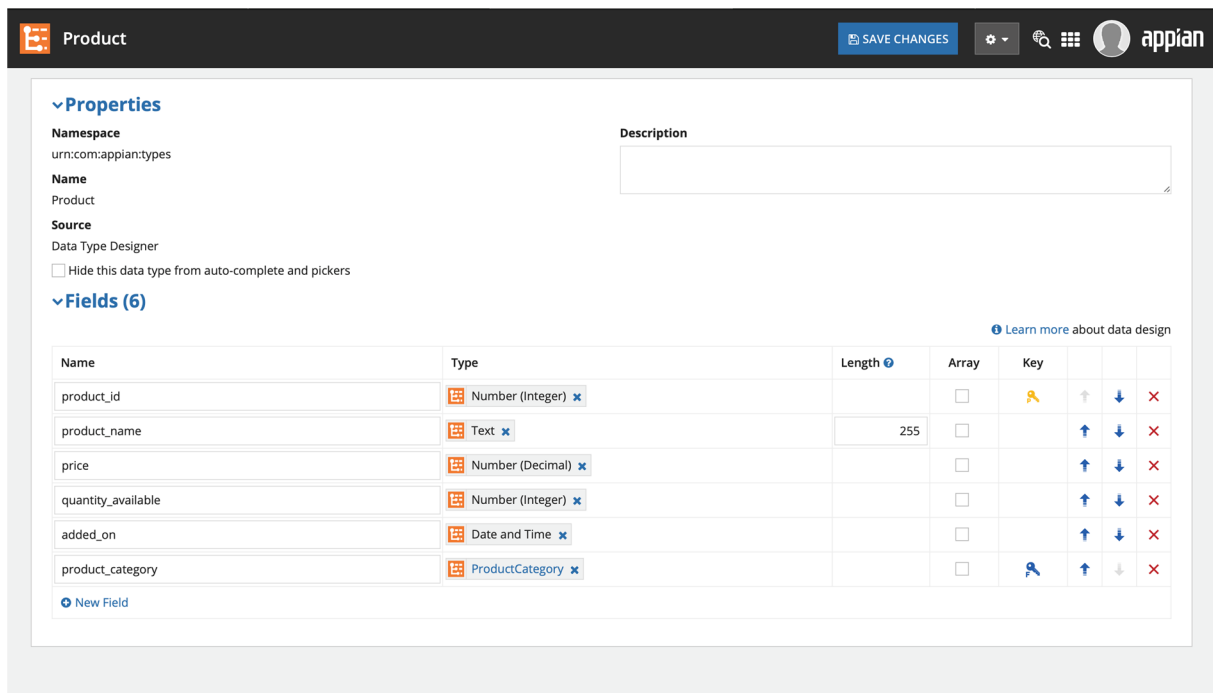 Product
SAVE CHANGES
appian
Properties
Namespace
urn:com:appian:types
Name
Product
Source
Data Type Designer
Hide this data type from auto-complete and pickers
Description
Fields (6)
Learn more about data design
Name Type Length Array Key
product_id Number (Integer)
product_name Text 255
price Number (Decimal)
quantity_available Number (Integer)
added_on Date and Time
product_category ProductCategory
New Field